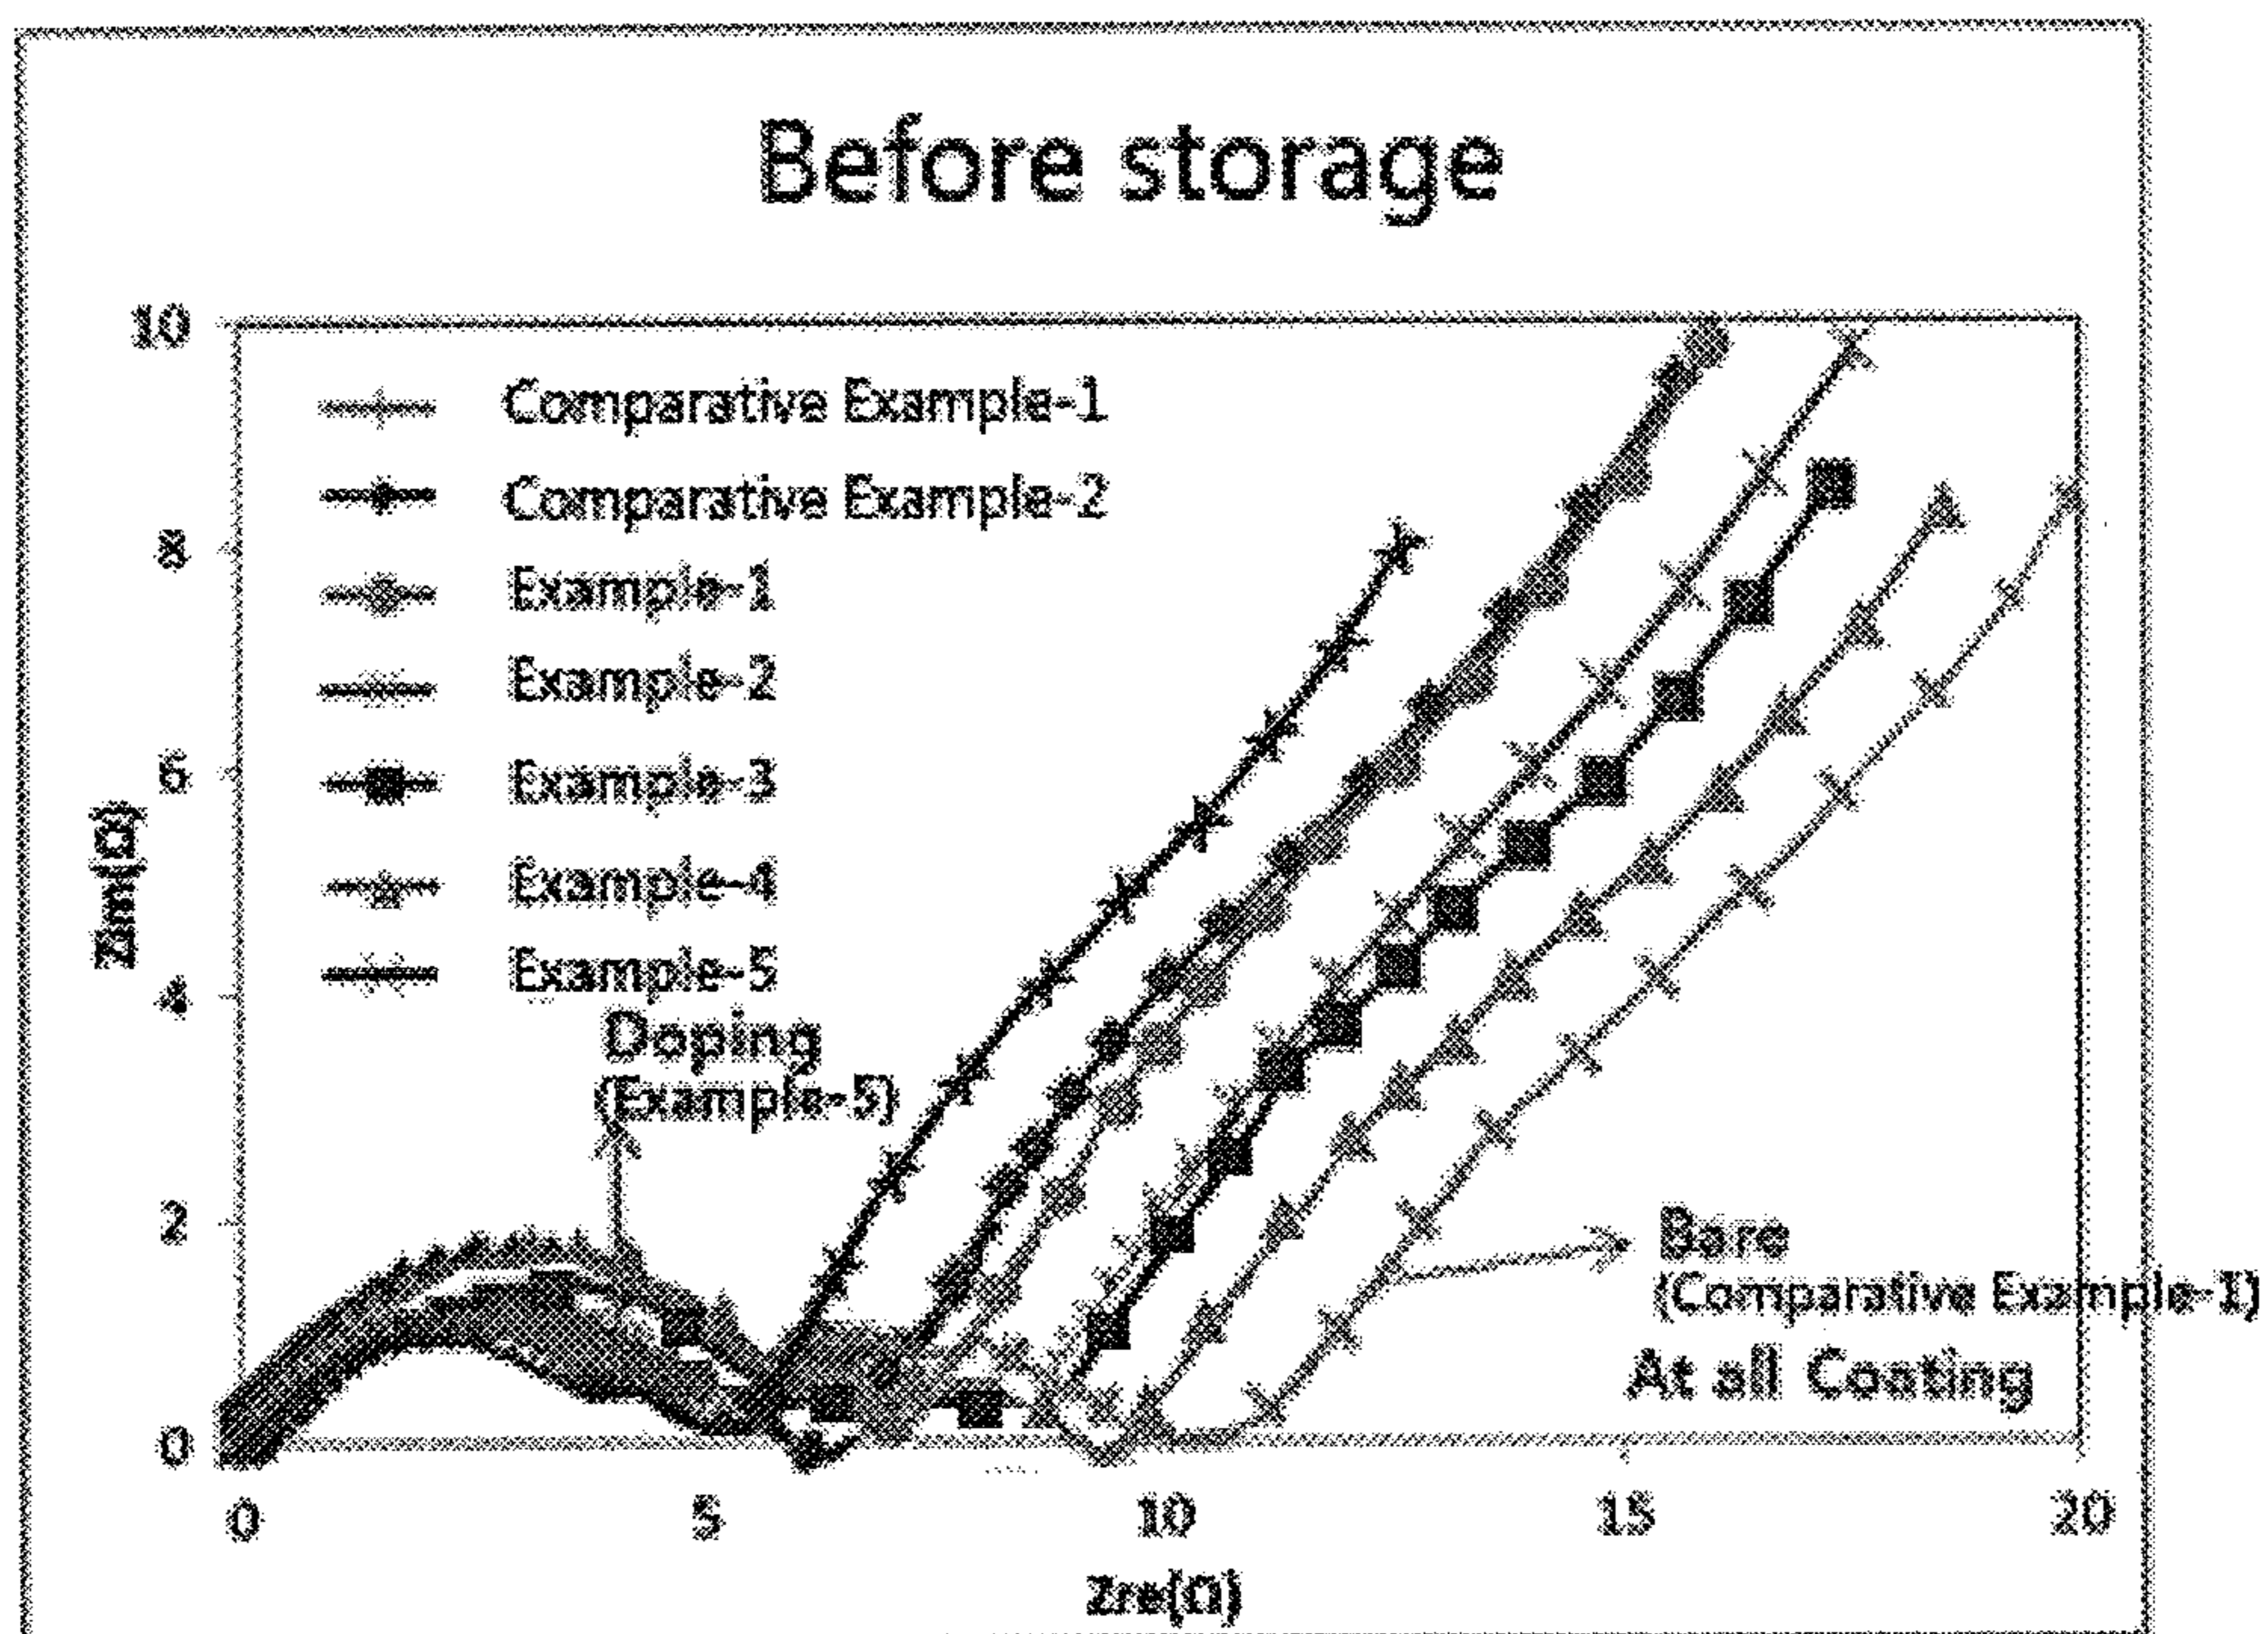 Before storage
10
8
6
4
2
0
Zim(Ω)
Comparative Example-1
Comparative Example-2
Example-1
Example-2
Example-3
Example-4
Example-5
Doping
(Example-5)
Bare
(Comparative Example-1)
At all Coating
0 5 10 15 20
Zre(Ω)